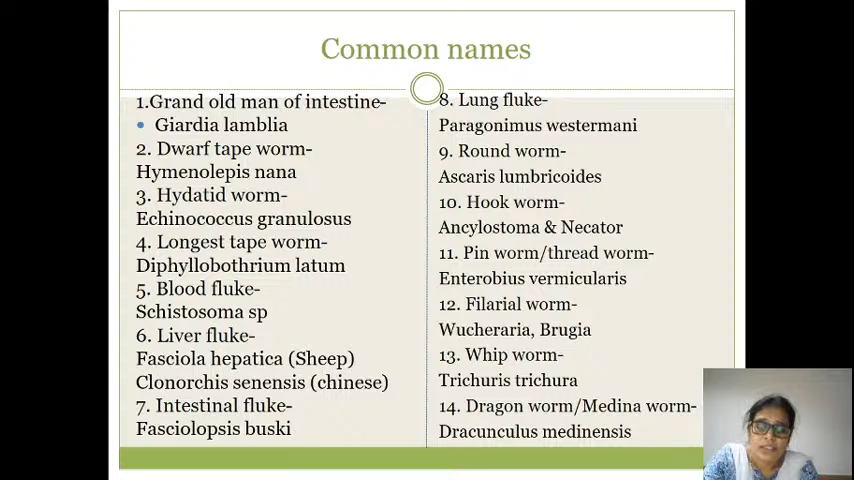 Common names
1.Grand old man of intestine-
Giardia lamblia
2. Dwarf tape worm-
Hymenolepis nana
3. Hydatid worm-
Echinococcus granulosus
4. Longest tape worm-
Diphyllobothrium latum
5. Blood fluke-
Schistosoma sp
6. Liver fluke-
Fasciola hepatica (Sheep)
Clonorchis senensis (chinese)
7. Intestinal fluke-
Fasciolopsis buski
8. Lung fluke-
Paragonimus westermani
9. Round worm-
Ascaris lumbricoides
10. Hook worm-
Ancylostoma & Necator
11. Pin worm/thread worm-
Enterobius vermicularis
12. Filarial worm-
Wucheraria, Brugia
13. Whip worm-
Trichuris trichura
14. Dragon worm/Medina worm-
Dracunculus medinensis